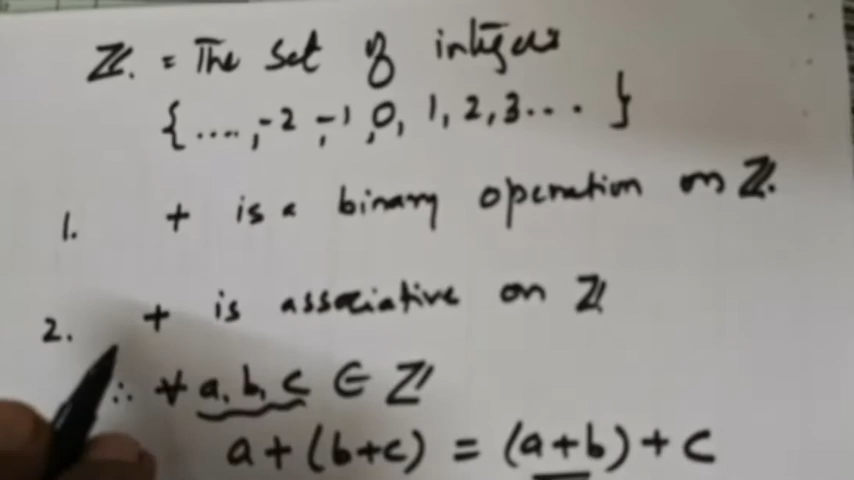 ℤ. = The set of integers
{ ...., -2, -1, 0, 1, 2, 3... }
1. + is a binary operation on ℤ.
2. + is associative on ℤ
∴ ∀ a, b, c ∈ ℤ
a + (b+c) = (a+b) + c